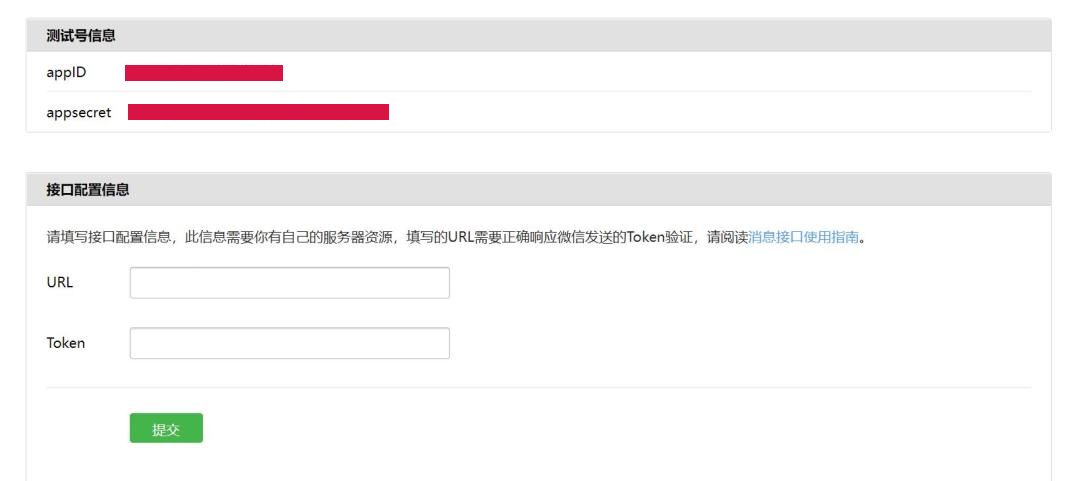 测试号信息
appID
appsecret
接口配置信息
请填写接口配置信息，此信息需要你有自己的服务器资源，填写的URL需要正确响应微信发送的Token验证，请阅读消息接口使用指南。
URL
Token
提交